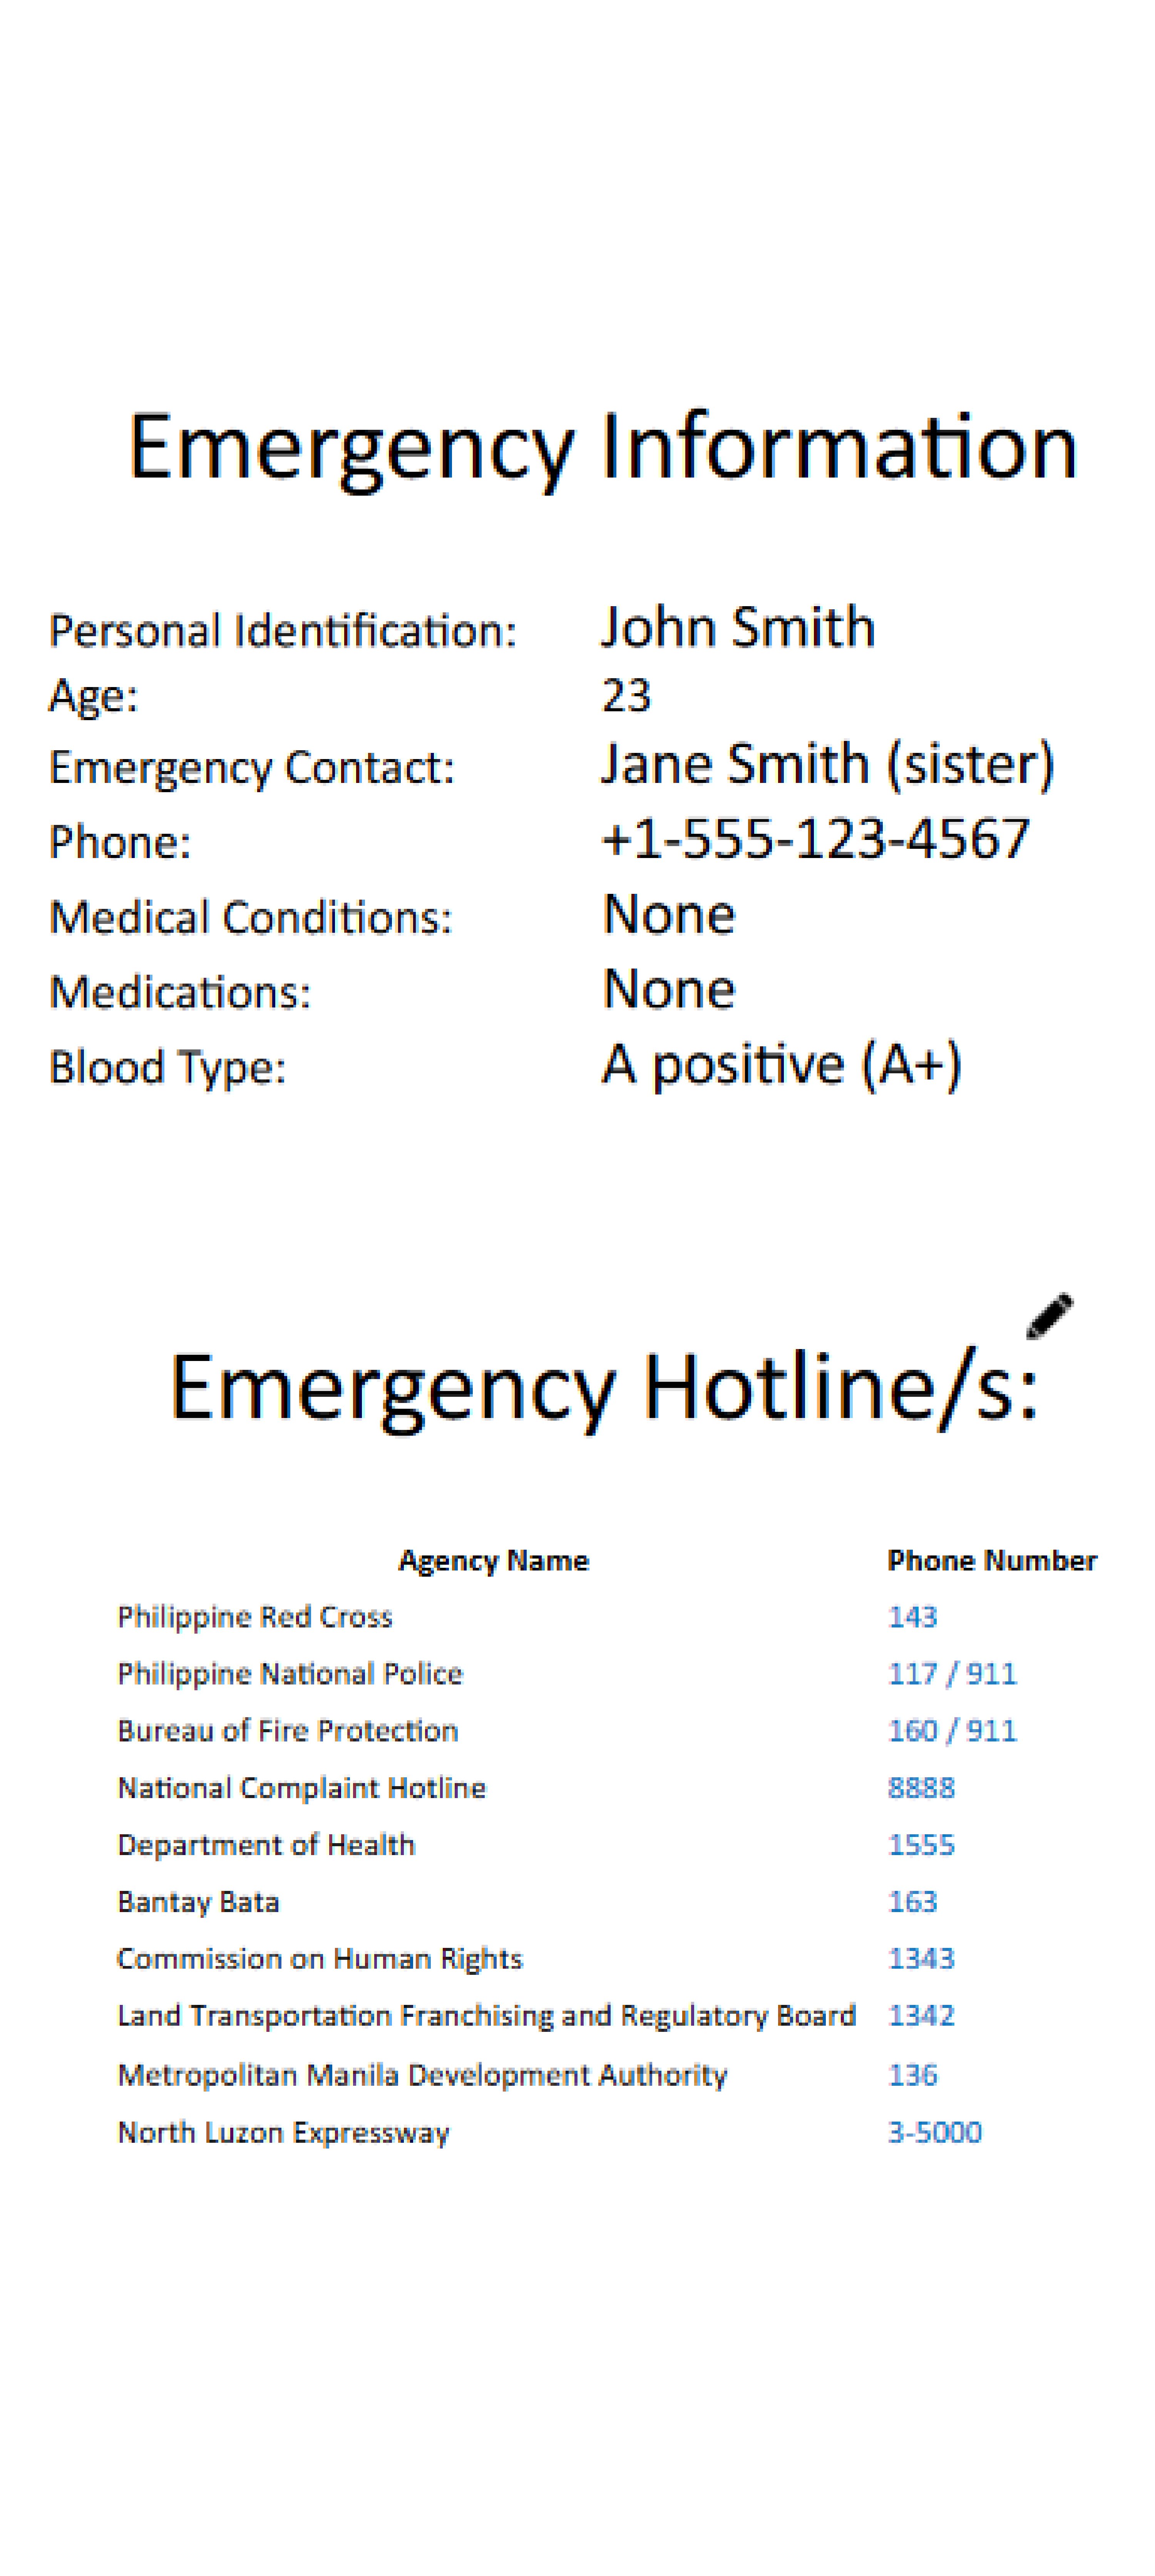 Emergency Information
Personal Identification: John Smith
Age: 23
Emergency Contact: Jane Smith (sister)
Phone: +1-555-123-4567
Medical Conditions: None
Medications: None
Blood Type: A positive (A+)
Emergency Hotline/s:
Agency Name Phone Number
Philippine Red Cross 143
Philippine National Police 117 / 911
Bureau of Fire Protection 160 / 911
National Complaint Hotline 8888
Department of Health 1555
Bantay Bata 163
Commission on Human Rights 1343
Land Transportation Franchising and Regulatory Board 1342
Metropolitan Manila Development Authority 136
North Luzon Expressway 3-5000